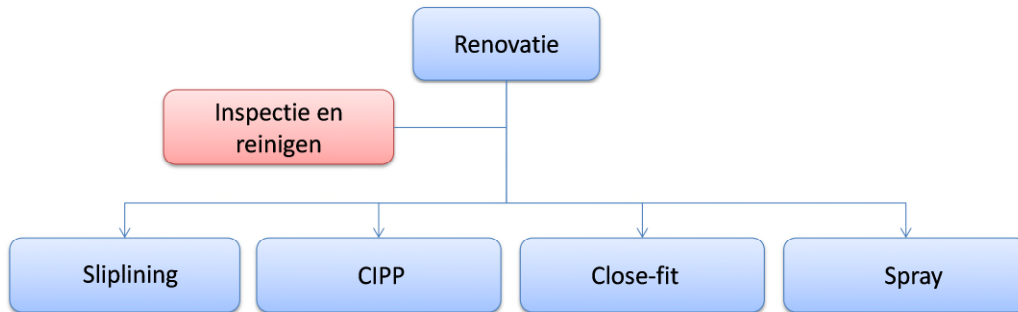 Renovatie
Inspectie en
reinigen
Sliplining
CIPP
Close-fit
Spray